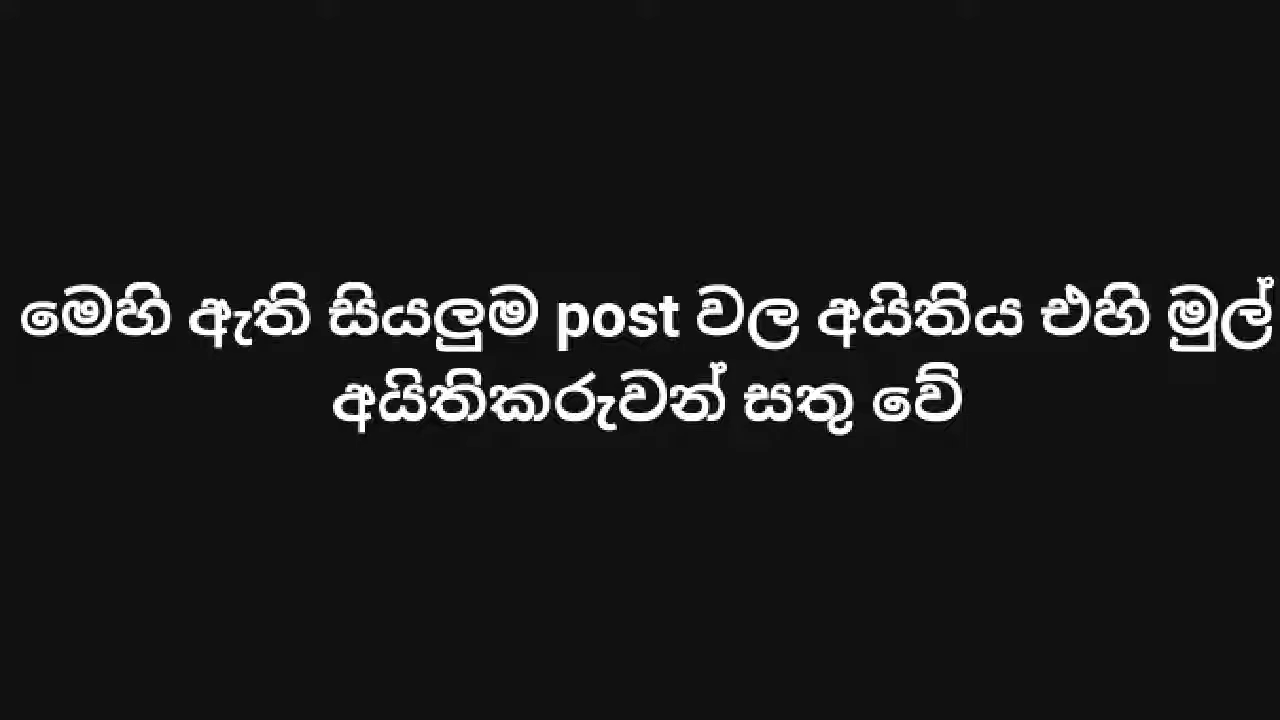 මෙහි ඇති සියලුම post වල අයිතිය එහි මුල්
අයිතිකරුවන් සතු වේ